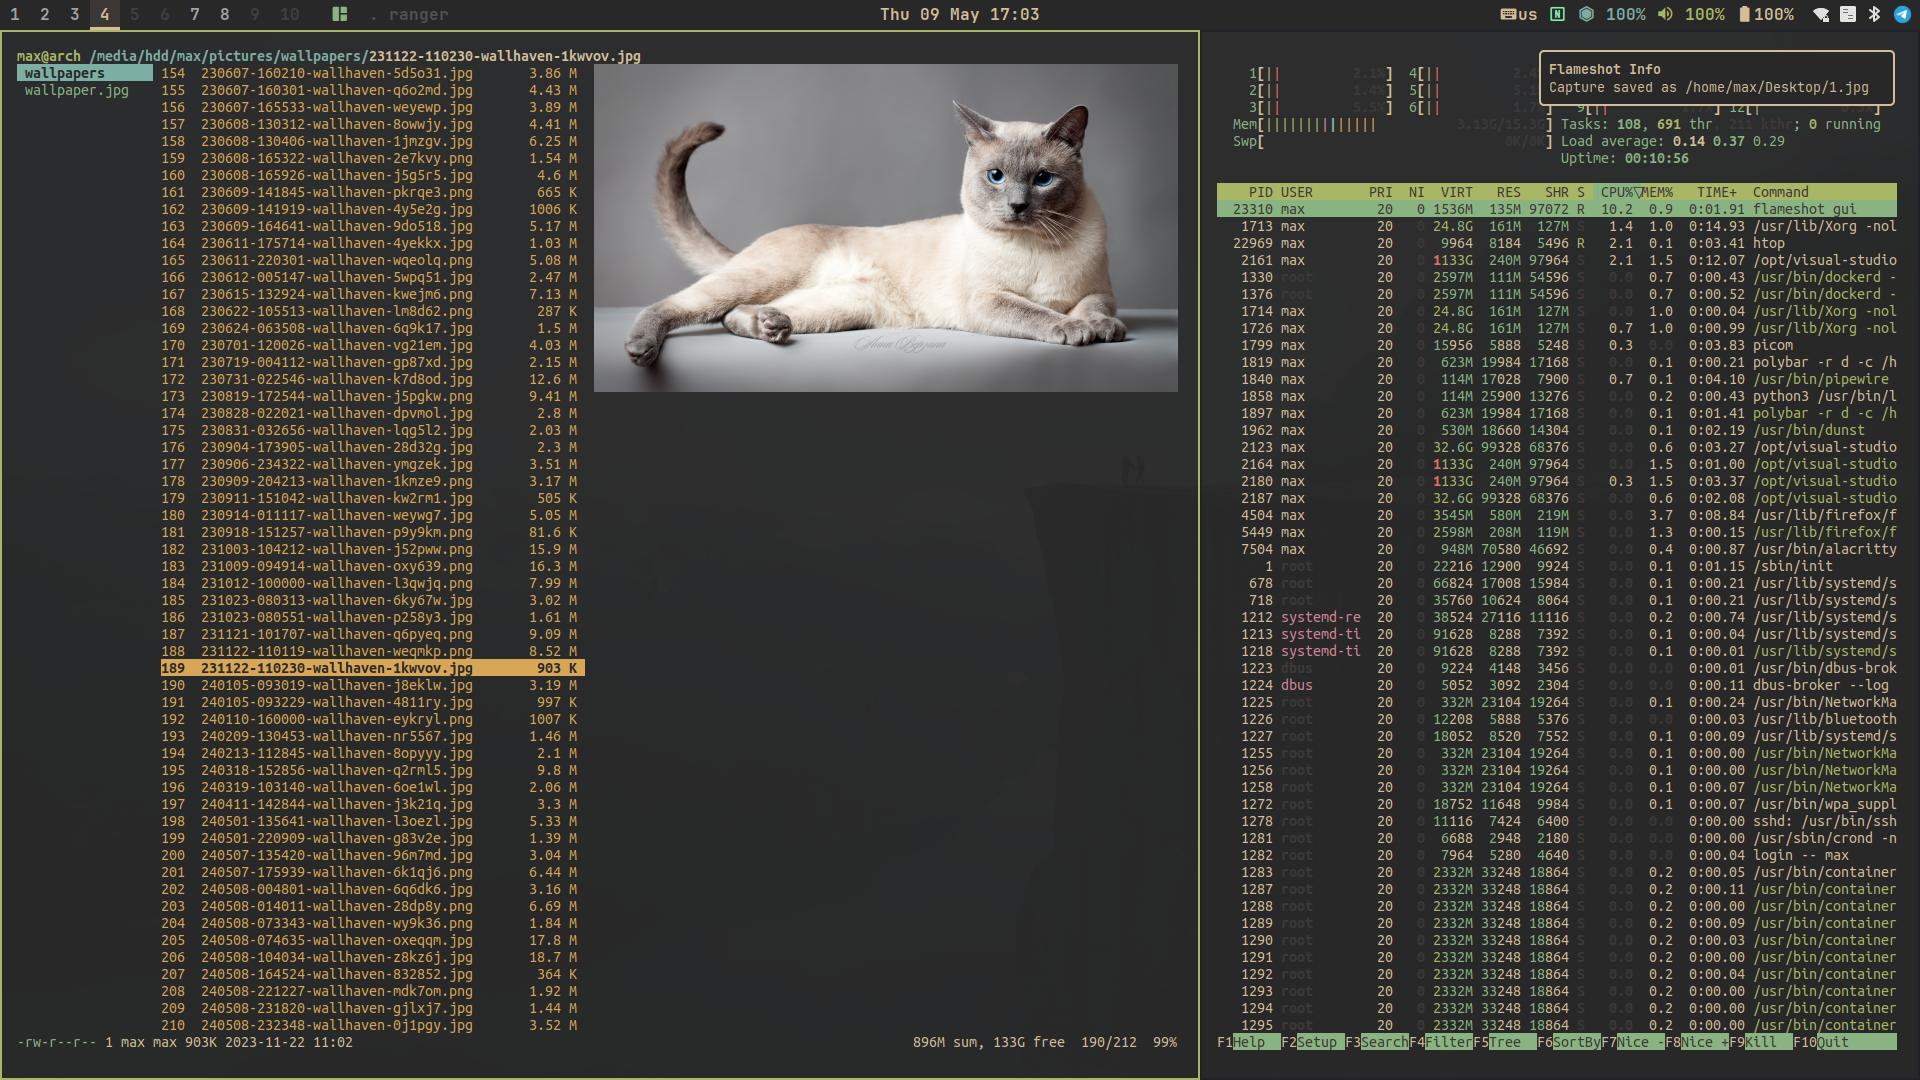 1 2 3 4 5 6 7 8 9 10 . ranger
Thu 09 May 17:03
us 100% 100% 100%
max@arch /media/hdd/max/pictures/wallpapers/231122-110230-wallhaven-1kwvov.jpg
wallpapers
wallpaper.jpg
154 230607-160210-wallhaven-5d5o31.jpg 3.86 M
155 230607-160301-wallhaven-q6o2md.jpg 4.43 M
156 230607-165533-wallhaven-weyewp.jpg 3.89 M
157 230608-130312-wallhaven-8owwjy.jpg 4.41 M
158 230608-130406-wallhaven-1jmzgv.jpg 6.25 M
159 230608-165322-wallhaven-2e7kvy.png 1.54 M
160 230608-165926-wallhaven-j5g5r5.jpg 4.6 M
161 230609-141845-wallhaven-pkrqe3.png 665 K
162 230609-141919-wallhaven-4y5e2g.png 1006 K
163 230609-164641-wallhaven-9do518.jpg 5.17 M
164 230611-175714-wallhaven-4yekkx.jpg 1.03 M
165 230611-220301-wallhaven-wqeolq.png 5.08 M
166 230612-005147-wallhaven-5wpq51.jpg 2.47 M
167 230615-132924-wallhaven-kwejm6.png 7.13 M
168 230622-105513-wallhaven-lm8d62.png 287 K
169 230624-063508-wallhaven-6q9k17.jpg 1.5 M
170 230701-120026-wallhaven-vg21em.jpg 4.03 M
171 230719-004112-wallhaven-gp87xd.jpg 2.15 M
172 230731-022546-wallhaven-k7d8od.jpg 12.6 M
173 230819-172544-wallhaven-j5pgkw.png 9.41 M
174 230828-022021-wallhaven-dpvmol.jpg 2.8 M
175 230831-032656-wallhaven-lqg5l2.jpg 2.03 M
176 230904-173905-wallhaven-28d32g.jpg 2.3 M
177 230906-234322-wallhaven-ymgzek.jpg 3.51 M
178 230909-204213-wallhaven-1kmze9.png 3.17 M
179 230911-151042-wallhaven-kw2rm1.jpg 505 K
180 230914-011117-wallhaven-weywg7.jpg 5.05 M
181 230918-151257-wallhaven-p9y9km.png 81.6 K
182 231003-104212-wallhaven-j52pww.png 15.9 M
183 231009-094914-wallhaven-oxy639.png 16.3 M
184 231012-100000-wallhaven-l3qwjq.jpg 7.99 M
185 231023-080313-wallhaven-6ky67w.jpg 3.02 M
186 231023-080551-wallhaven-p258y3.jpg 1.61 M
187 231121-101707-wallhaven-q6pyeq.png 9.09 M
188 231122-110119-wallhaven-weqmkp.png 8.52 M
189 231122-110230-wallhaven-1kwvov.jpg 903 K
190 240105-093019-wallhaven-j8eklw.jpg 3.19 M
191 240105-093229-wallhaven-4811ry.jpg 997 K
192 240110-160000-wallhaven-eykryl.png 1007 K
193 240209-130453-wallhaven-nr5567.jpg 1.46 M
194 240213-112845-wallhaven-8opyyy.jpg 2.1 M
195 240318-152856-wallhaven-q2rml5.jpg 9.8 M
196 240319-103140-wallhaven-6oe1wl.jpg 2.06 M
197 240411-142844-wallhaven-j3k21q.jpg 3.3 M
198 240501-135641-wallhaven-l3oezl.jpg 5.33 M
199 240501-220909-wallhaven-g83v2e.jpg 1.39 M
200 240507-135420-wallhaven-96m7md.jpg 3.04 M
201 240507-175939-wallhaven-6k1qj6.png 6.44 M
202 240508-004801-wallhaven-6q6dk6.jpg 3.16 M
203 240508-014011-wallhaven-28dp8y.png 6.69 M
204 240508-073343-wallhaven-wy9k36.png 1.84 M
205 240508-074635-wallhaven-oxeqqm.jpg 17.8 M
206 240508-104034-wallhaven-z8kz6j.jpg 18.7 M
207 240508-164524-wallhaven-832852.jpg 364 K
208 240508-221227-wallhaven-mdk7om.png 1.92 M
209 240508-231820-wallhaven-gjlxj7.jpg 1.44 M
210 240508-232348-wallhaven-0j1pgy.jpg 3.52 M
-rw-r--r-- 1 max max 903K 2023-11-22 11:02
896M sum, 133G free 190/212 99%
Flameshot Info
Capture saved as /home/max/Desktop/1.jpg
1[|| 2.1%] 4[||
2[|| 1.4%] 5[||
3[|| 5.5%] 6[||
Mem[ 3.13G/15.3G]
Swp[ 0K/0K]
Tasks: 108, 691 thr, 211 kthr; 0 running
Load average: 0.14 0.37 0.29
Uptime: 00:10:56
PID USER PRI NI VIRT RES SHR S CPU%▽MEM% TIME+ Command
23310 max 20 0 1536M 135M 97072 R 10.2 0.9 0:01.91 flameshot gui
1713 max 20 0 24.8G 161M 127M S 1.4 1.0 0:14.93 /usr/lib/Xorg -nol
22969 max 20 0 9964 8184 5496 R 2.1 0.1 0:03.41 htop
2161 max 20 0 1133G 240M 97964 S 2.1 1.5 0:12.07 /opt/visual-studio
1330 root 20 0 2597M 111M 54596 S 0.0 0.7 0:00.43 /usr/bin/dockerd -
1376 root 20 0 2597M 111M 54596 S 0.0 0.7 0:00.52 /usr/bin/dockerd -
1714 max 20 0 24.8G 161M 127M S 0.0 1.0 0:00.04 /usr/lib/Xorg -nol
1726 max 20 0 24.8G 161M 127M S 0.7 1.0 0:00.99 /usr/lib/Xorg -nol
1799 max 20 0 15956 5888 5248 S 0.3 0.0 0:03.83 picom
1819 max 20 0 623M 19984 17168 S 0.0 0.1 0:00.21 polybar -r d -c /h
1840 max 20 0 114M 17028 7900 S 0.7 0.1 0:04.10 /usr/bin/pipewire
1858 max 20 0 114M 25900 13276 S 0.0 0.2 0:00.43 python3 /usr/bin/l
1897 max 20 0 623M 19984 17168 S 0.0 0.1 0:01.41 polybar -r d -c /h
1962 max 20 0 530M 18660 14304 S 0.0 0.1 0:02.19 /usr/bin/dunst
2123 max 20 0 32.6G 99328 68376 S 0.0 0.6 0:03.27 /opt/visual-studio
2164 max 20 0 1133G 240M 97964 S 0.0 1.5 0:01.00 /opt/visual-studio
2180 max 20 0 1133G 240M 97964 S 0.3 1.5 0:03.37 /opt/visual-studio
2187 max 20 0 32.6G 99328 68376 S 0.0 0.6 0:02.08 /opt/visual-studio
4504 max 20 0 3545M 580M 219M S 0.0 3.7 0:08.84 /usr/lib/firefox/f
5449 max 20 0 2598M 208M 119M S 0.0 1.3 0:00.15 /usr/lib/firefox/f
7504 max 20 0 948M 70580 46692 S 0.0 0.4 0:00.87 /usr/bin/alacritty
1 root 20 0 22216 12900 9924 S 0.0 0.1 0:01.15 /sbin/init
678 root 20 0 66824 17008 15984 S 0.0 0.1 0:00.21 /usr/lib/systemd/s
718 root 20 0 35760 10624 8064 S 0.0 0.1 0:00.21 /usr/lib/systemd/s
1212 systemd-re 20 0 38524 27116 11116 S 0.0 0.2 0:00.74 /usr/lib/systemd/s
1213 systemd-ti 20 0 91628 8288 7392 S 0.0 0.1 0:00.04 /usr/lib/systemd/s
1218 systemd-ti 20 0 91628 8288 7392 S 0.0 0.1 0:00.01 /usr/lib/systemd/s
1223 dbus 20 0 9224 4148 3456 S 0.0 0.0 0:00.01 /usr/bin/dbus-brok
1224 dbus 20 0 5052 3092 2304 S 0.0 0.0 0:00.11 dbus-broker --log
1225 root 20 0 332M 23104 19264 S 0.0 0.1 0:00.24 /usr/bin/NetworkMa
1226 root 20 0 12208 5888 5376 S 0.0 0.0 0:00.03 /usr/lib/bluetooth
1227 root 20 0 18052 8520 7552 S 0.0 0.1 0:00.09 /usr/lib/systemd/s
1255 root 20 0 332M 23104 19264 S 0.0 0.1 0:00.00 /usr/bin/NetworkMa
1256 root 20 0 332M 23104 19264 S 0.0 0.1 0:00.00 /usr/bin/NetworkMa
1258 root 20 0 332M 23104 19264 S 0.0 0.1 0:00.07 /usr/bin/NetworkMa
1272 root 20 0 18752 11648 9984 S 0.0 0.1 0:00.07 /usr/bin/wpa_suppl
1278 root 20 0 11116 7424 6400 S 0.0 0.0 0:00.00 sshd: /usr/bin/ssh
1281 root 20 0 6688 2948 2180 S 0.0 0.0 0:00.00 /usr/sbin/crond -n
1282 root 20 0 7964 5280 4640 S 0.0 0.0 0:00.04 login -- max
1283 root 20 0 2332M 33248 18864 S 0.0 0.2 0:00.05 /usr/bin/container
1287 root 20 0 2332M 33248 18864 S 0.0 0.2 0:00.11 /usr/bin/container
1288 root 20 0 2332M 33248 18864 S 0.0 0.2 0:00.00 /usr/bin/container
1289 root 20 0 2332M 33248 18864 S 0.0 0.2 0:00.09 /usr/bin/container
1290 root 20 0 2332M 33248 18864 S 0.0 0.2 0:00.03 /usr/bin/container
1291 root 20 0 2332M 33248 18864 S 0.0 0.2 0:00.00 /usr/bin/container
1292 root 20 0 2332M 33248 18864 S 0.0 0.2 0:00.04 /usr/bin/container
1293 root 20 0 2332M 33248 18864 S 0.0 0.2 0:00.00 /usr/bin/container
1294 root 20 0 2332M 33248 18864 S 0.0 0.2 0:00.00 /usr/bin/container
1295 root 20 0 2332M 33248 18864 S 0.0 0.2 0:00.00 /usr/bin/container
F1Help F2Setup F3SearchF4FilterF5Tree F6SortByF7Nice -F8Nice +F9Kill F10Quit